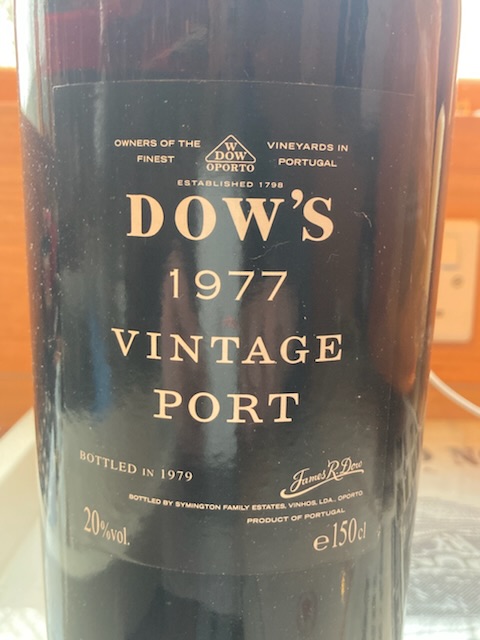 OWNERS OF THE
FINEST
W
DOW
OPORTO
VINEYARDS IN
PORTUGAL
ESTABLISHED 1798
DOW'S
1977
VINTAGE
PORT
BOTTLED IN 1979
James R. Dow
BOTTLED BY SYMINGTON FAMILY ESTATES, VINHOS, LDA., OPORTO
PRODUCT OF PORTUGAL
20%vol.
e150cl